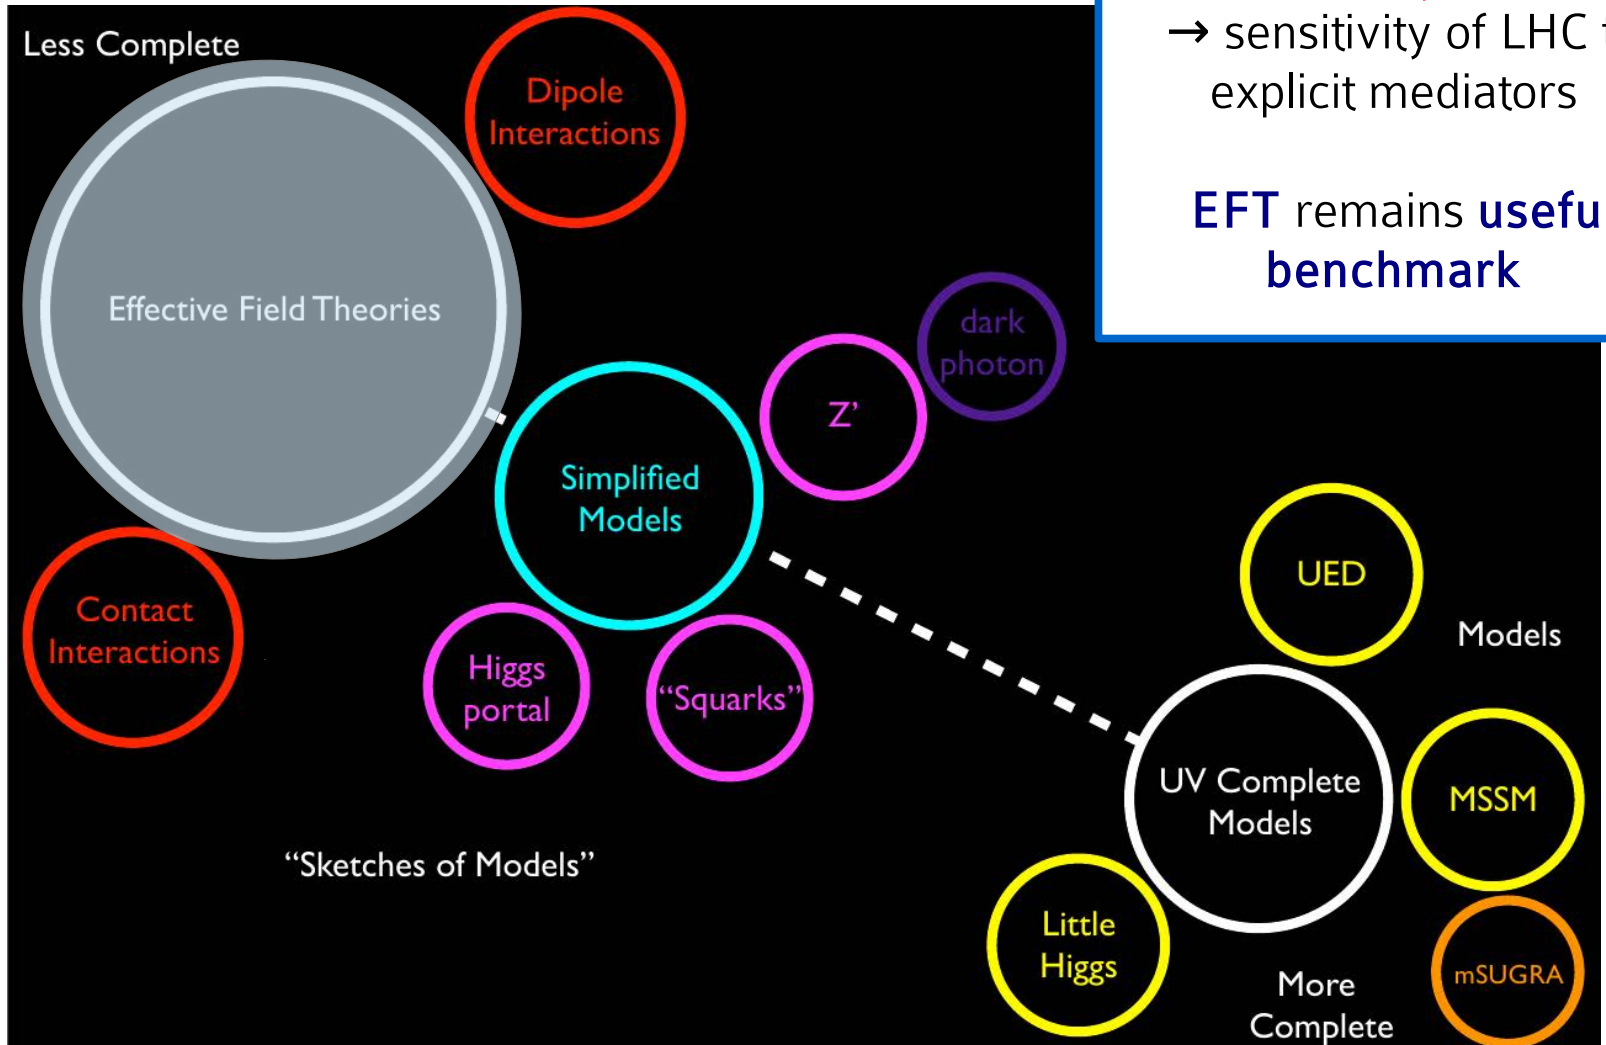 Less Complete
Dipole
Interactions
→ sensitivity of LHC
explicit mediators
EFT remains usefu
benchmark
Effective Field Theories
dark
photon
Z’
Simplified
Models
UED
Contact
Interactions
Models
Higgs
portal
“Squarks”
UV Complete
Models
MSSM
“Sketches of Models”
Little
Higgs
mSUGRA
More
Complete